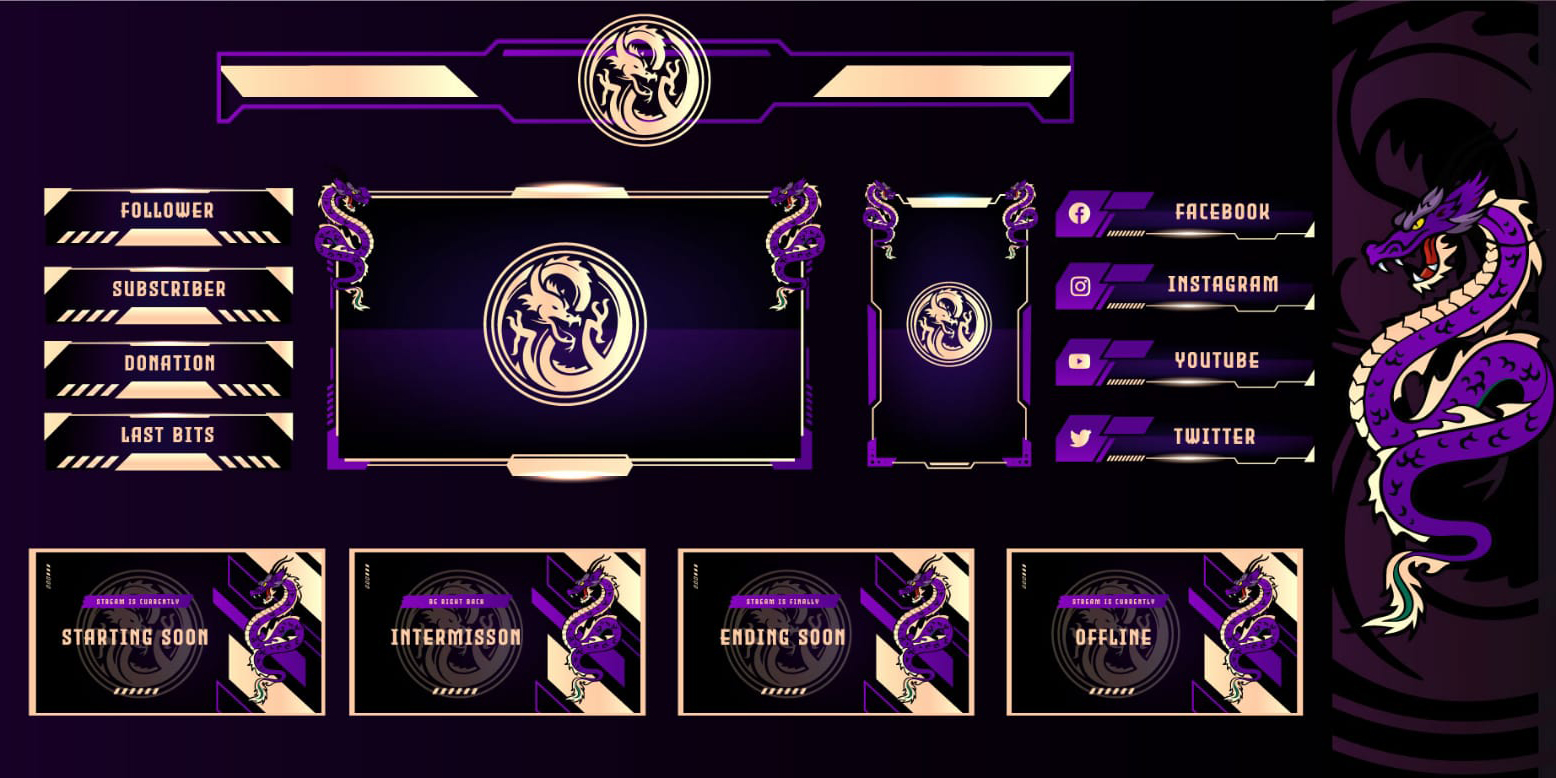 FOLLOWER
SUBSCRIBER
DONATION
LAST BITS
FACEBOOK
INSTAGRAM
YOUTUBE
TWITTER
STREAM IS CURRENTLY
STARTING SOON
BE RIGHT BACK
INTERMISSON
STREAM IS FINALLY
ENDING SOON
STREAM IS CURRENTLY
OFFLINE